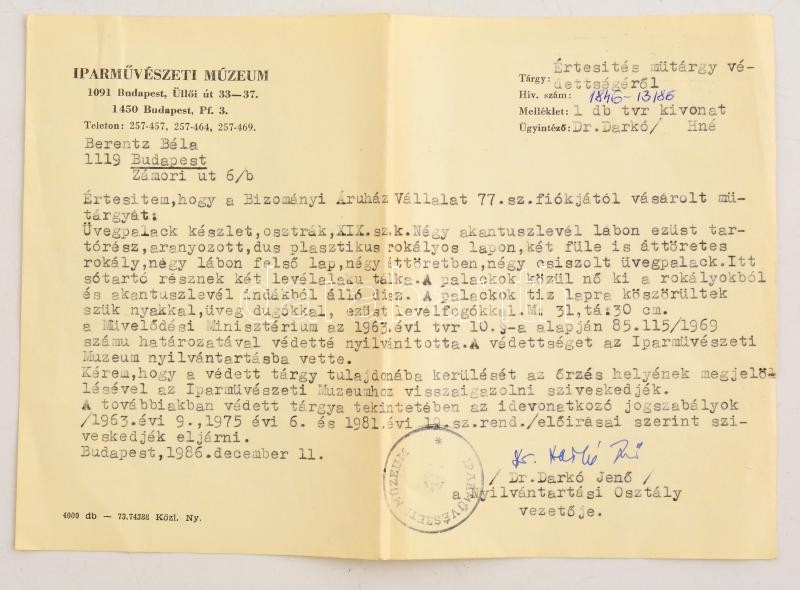 IPARMŰVÉSZETI MÚZEUM
1091 Budapest, Üllői út 33—37.
1450 Budapest, Pf. 3.
Telefon: 257-457, 257-464, 257-469.
Értesités mütárgy vé-
Tárgy: dettségéről
Hiv. szám: 1846-13/86
Melléklet: 1 db tvr kivonat
Ügyintéző: Dr.Darkó/ Hné
Berentz Béla
1119 Budapest
Zámori ut 6/b
Értesitem,hogy a Bizományi Áruház Vállalat 77.sz.fiókjától vásárolt mü-
tárgyát:
Üvegpalack készlet,osztrák,XIX.sz.k.Négy akantuszlevél lábon ezüst tar-
tórész,aranyozott,dus plasztikus rokályos lapon,két füle is áttöretes
rokály,négy lábon felső lap,négy áttöretben,négy csiszolt üvegpalack.Itt
sótartó résznek két levélalaku tálka.A palackok közül nő ki a rokályokból
és akantuszlevél indákból álló disz. A palackok tiz lapra köszörültek
szük nyakkal,üveg dugókkal, ezüst levélfogókkal.M: 31,tá:30 cm.
a Müvelődési Minisztérium az 1963.évi tvr 10.§-a alapján 85.115/1969
számu határozatával védetté nyilvánitotta.A védettséget az Iparmüvészeti
Muzeum nyilvántartásba vette.
Kérem,hogy a védett tárgy tulajdonába kerülését az őrzés helyének megjelöl
lésével az Iparmüvészeti Muzeumhoz visszaigazolni sziveskedjék.
A továbbiakban védett tárgya tekintetében az idevonatkozó jogszabályok
/1963.évi 9.,1975 évi 6. és 1981.évi sz.rend./előirásai szerint szi-
veskedjék eljárni.
Budapest,1986.december 11.
IPARMŰVÉSZETI MÚZEUM
/ Dr.Darkó Jenő /
a Nyilvántartási Osztály
vezetője.
4000 db — 73.74388 Közl. Ny.